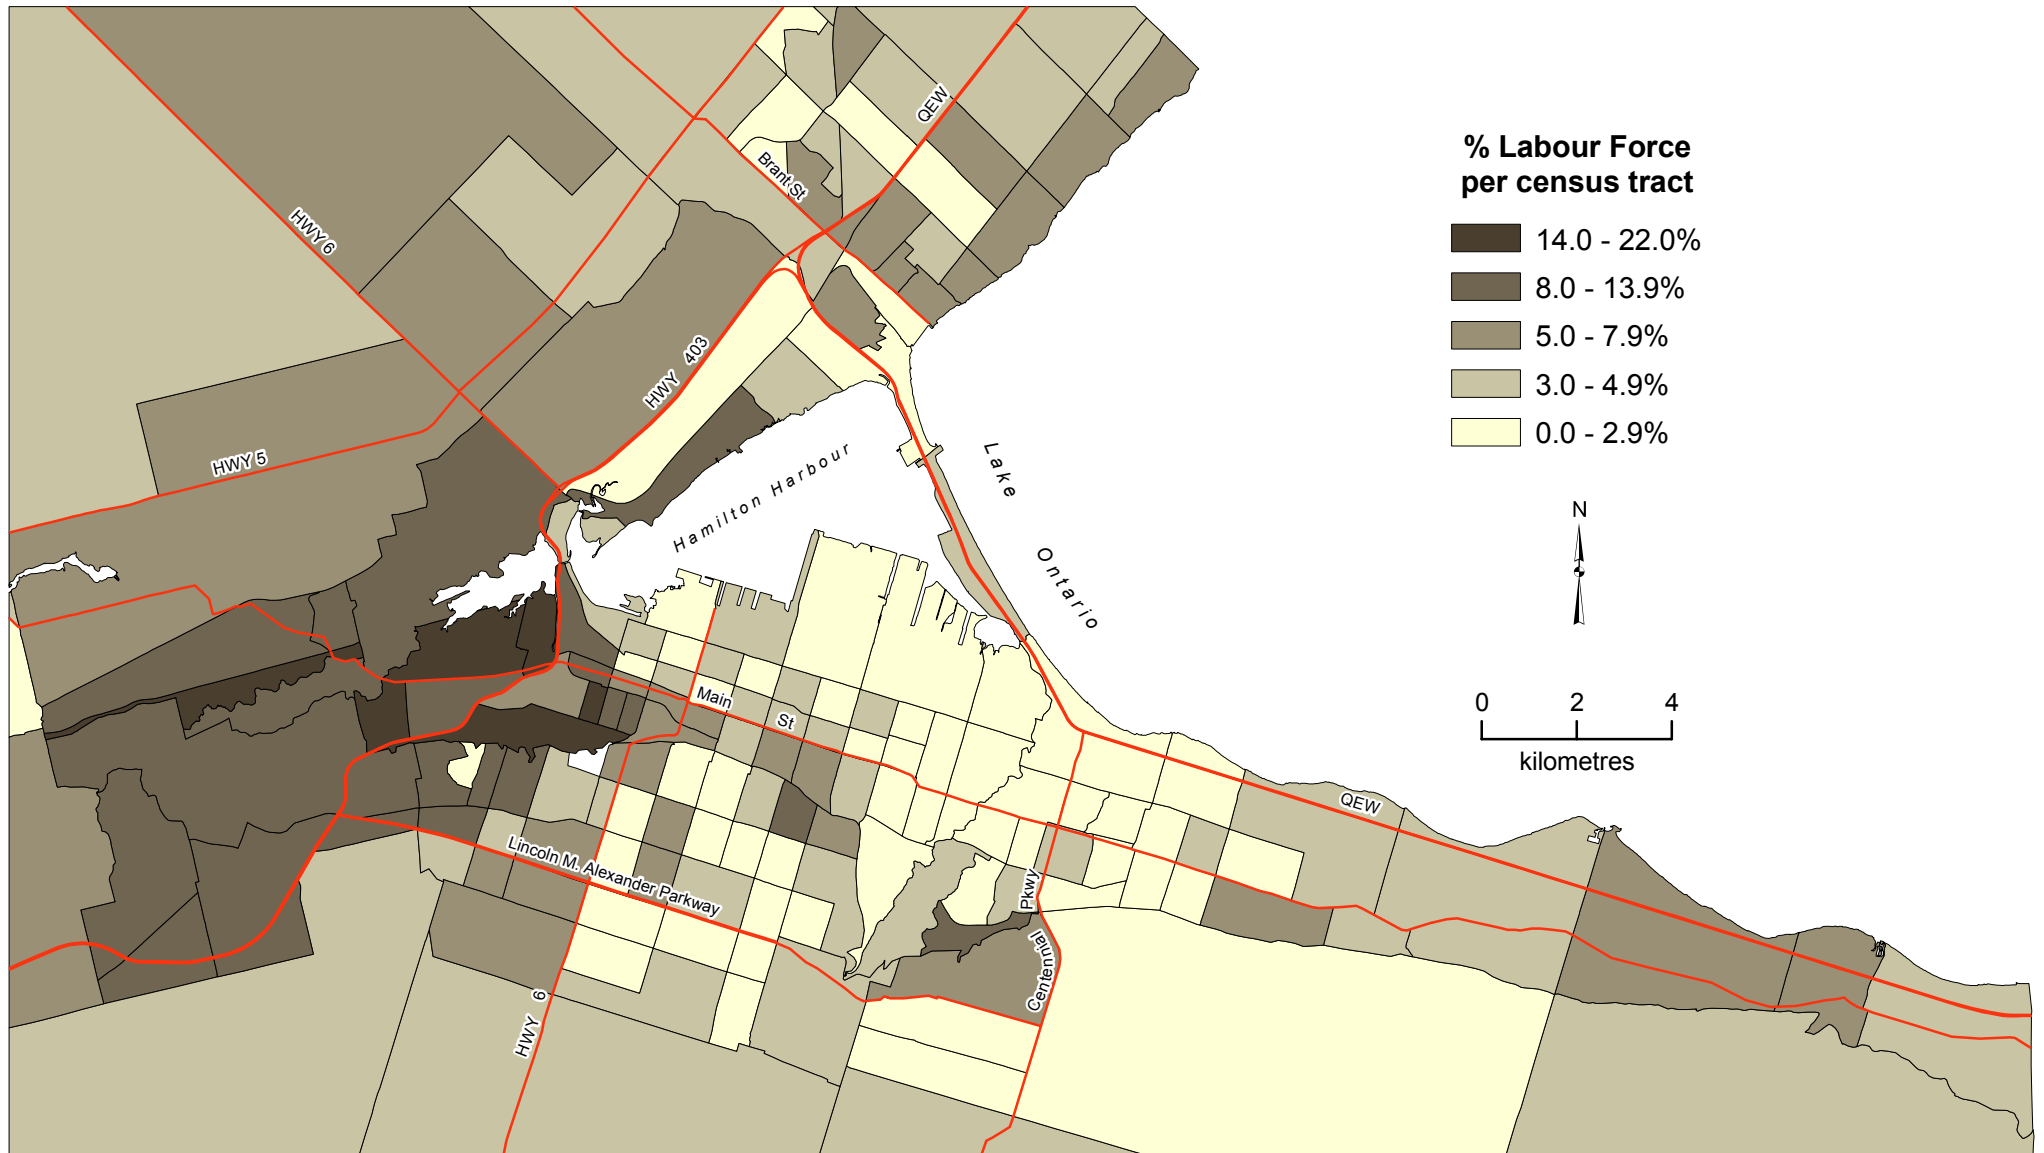 QEW
% Labour Force
per census tract
Brant St
HWY 6
14.0 - 22.0%
8.0 - 13.9%
5.0 - 7.9%
3.0 - 4.9%
0.0 - 2.9%
HWY 403
HWY 5
Hamilton Harbour
Lake
Ontario
N
Main St
0 2 4
kilometres
QEW
Lincoln M. Alexander Parkway
Centennial Pkwy
HWY 6